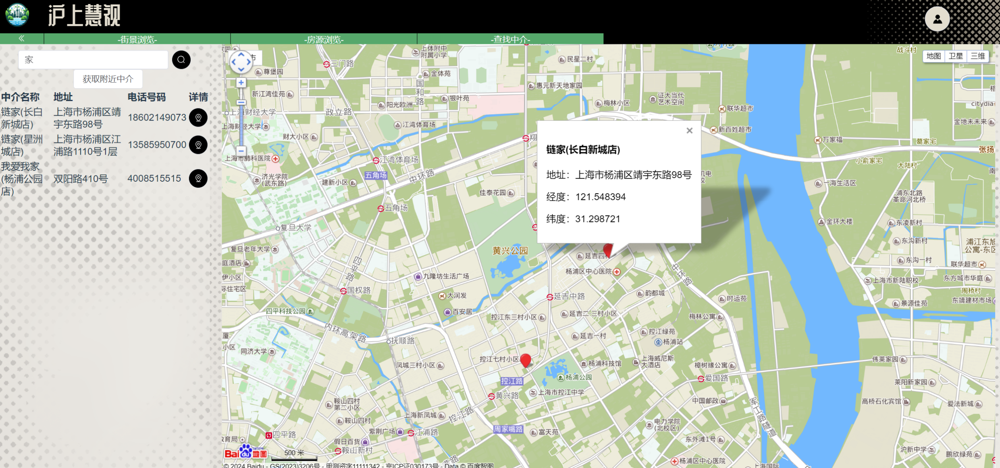 沪上慧视
-街景浏览-
-房源浏览-
-查找中介-
家
获取附近中介
中介名称 地址 电话号码 详情
链家(长白
新城店)
上海市杨浦区靖
宇东路98号
18602149073
链家(星洲
城店)
上海市杨浦区江
浦路1110号1层
13585950700
我爱我家
(杨浦公园
店)
双阳路410号
4008515515
市
地图 卫星 三维
链家(长白新城店)
地址：上海市杨浦区靖宇东路98号
经度：121.548394
纬度：31.298721
上体附中
附属小学
三门路
民星二村
战斗村
尊堡园
金体苑
国和路
惠元新天地家园
新江湾佳苑
银叶苑
证大当代
艺术空间
梅林小区
阳光欧洲
citydia
联华超市
上海财经大学
政立路
金地未未来
江湾体育场
上海财经大学
新百姓超市
财大小区
翔
万家福
葛家宅
张扬
上海市肺科医院
江湾体育场
小俞家宅
大陆村
五角场
中环路
济光学院
(武东路)
建新小区
一海生活区
佳泰花园
浦东北路
革命河北桥
五角场
金环大楼
东凌新村
复旦大学
东沟新村
浦江东旭
公寓-东区
复旦老年大学
黄兴公园
延吉四村
东沟一村
庭酒店
四平路
联华超市
杨浦区中心医院
中环路
伊小区
九隆坊生活广场
东方城市华庭
上海市新陆职校
际住宅区
国权路
周桥村
韵都城
大润发
延吉中路
时运苑
东靖建材市场
景源佳苑
四平科技公园
百安居
延吉二·三村小区
控江东三村小区
梅林公寓
内环高架路
控江绿苑
延吉一村
抚顺路
杨浦站
小区
同济大学
控江七村小区
上海威尼斯
大酒店
伟莱家园
凤城三村小区
杨浦科技馆
樟树缘公寓
杨浦公园
爱国路
控江路
莱阳新家园
上海市控江中学
黄兴路
鞍山四村
第二小区
中国邮政
高桥石化宾馆
爱法新城
上海新凤城
控江路
军工路隧道
鞍山四村
电力学院
(北校区)
紫荆广场
江浦路
周家嘴路
富天苑
四平路
教育局
假日百货
东外滩1号
鞍山新村
沪新中学
鹏欣绿苑
Bai du 地图
500 米
杨浦区中心医院
上海国际
© 2024 Baidu - GS(2023)3206号 - 甲测资字11111342 - 京ICP证030173号 - Data © 百度智图